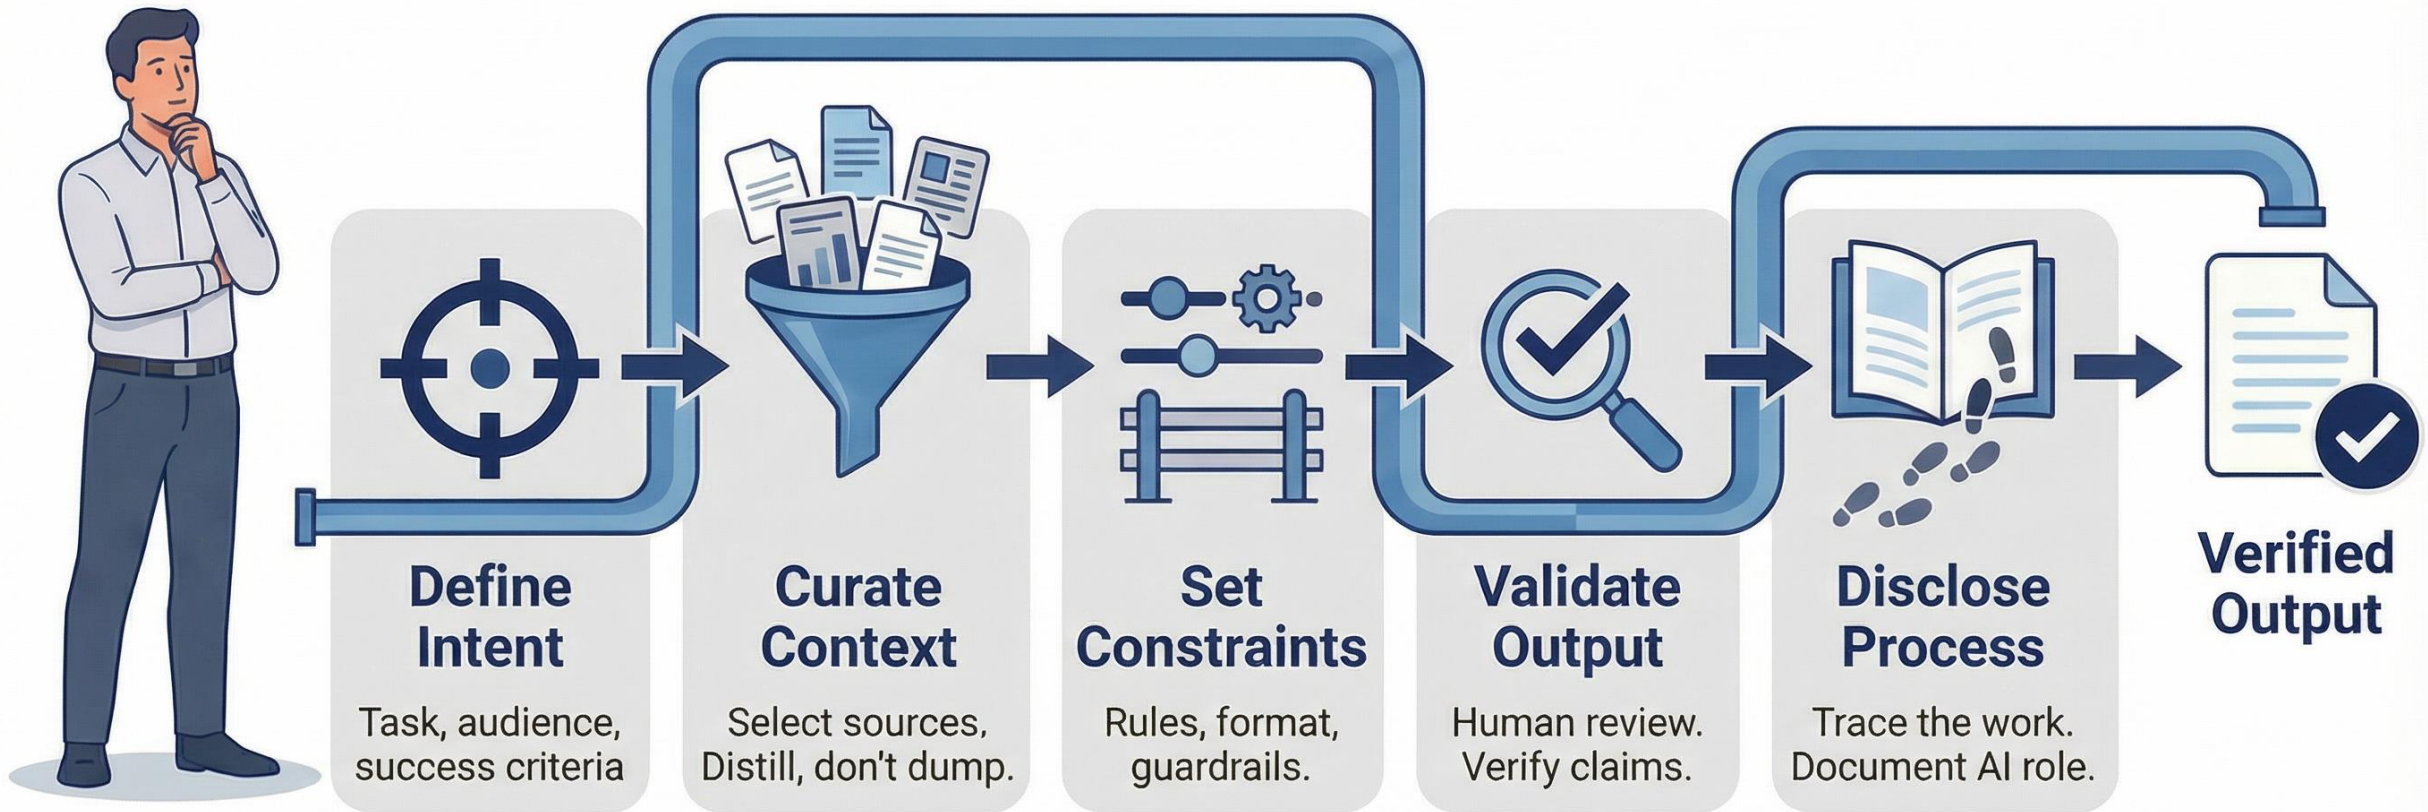 Define
Intent
Task, audience,
success criteria
Curate
Context
Select sources,
Distill, don't dump.
Set
Constraints
Rules, format,
guardrails.
Validate
Output
Human review.
Verify claims.
Disclose
Process
Trace the work.
Document AI role.
Verified
Output